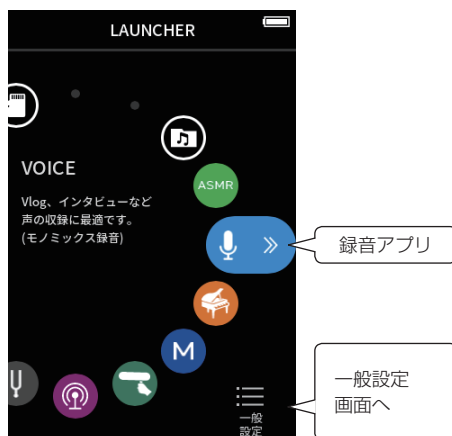 LAUNCHER
VOICE
Vlog、インタビューなど
声の収録に最適です。
(モノミックス録音)
ASMR
録音アプリ
M
一般
設定
一般設定
画面へ